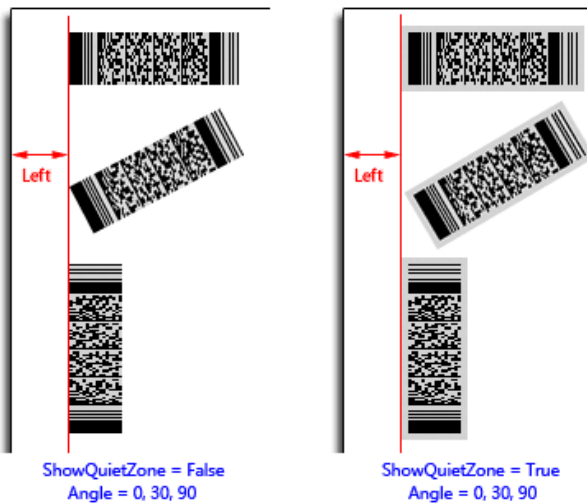 Left
Left
ShowQuietZone = False
Angle = 0, 30, 90
ShowQuietZone = True
Angle = 0, 30, 90